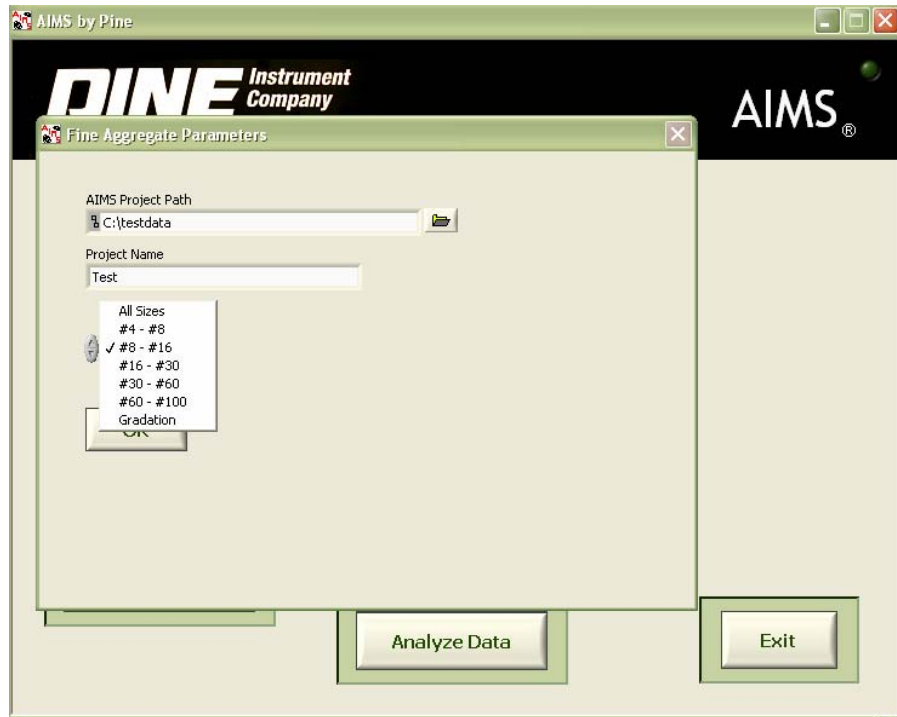 AIMS by Pine
PINE Instrument
Company
AIMS®
Fine Aggregate Parameters
AIMS Project Path
C:\testdata
Project Name
Test
All Sizes
#4 - #8
✓ #8 - #16
#16 - #30
#30 - #60
#60 - #100
Gradation
OK
Analyze Data
Exit